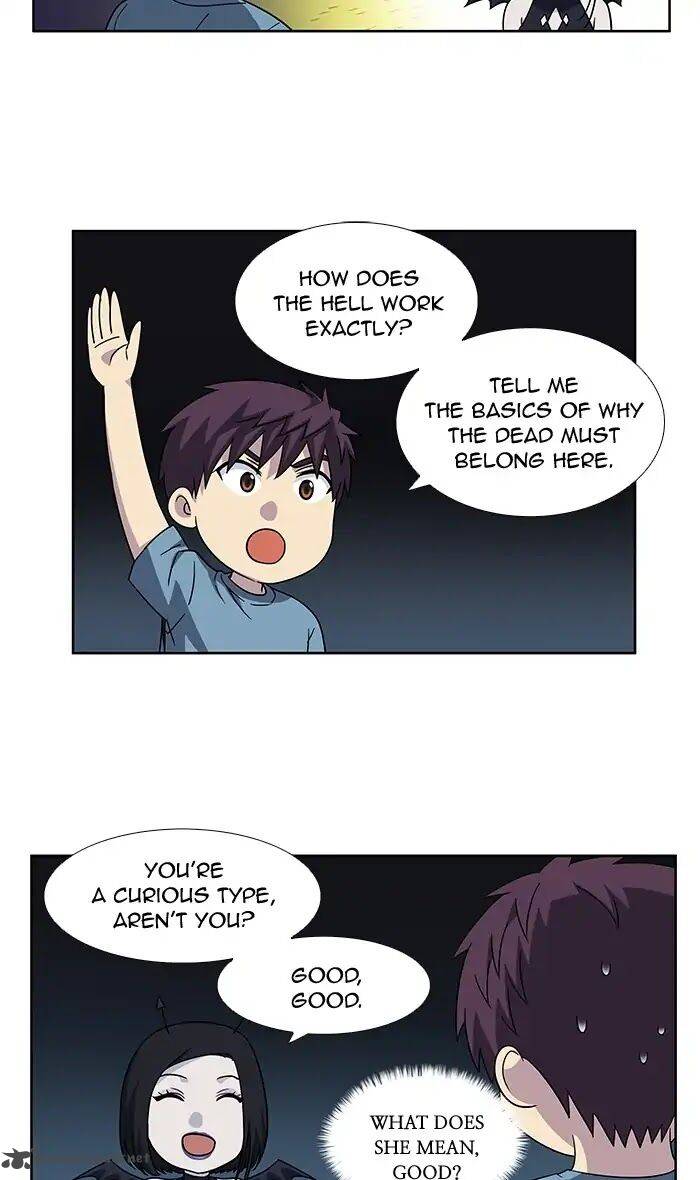 HOW DOES
THE HELL WORK
EXACTLY?
TELL ME
THE BASICS OF WHY
THE DEAD MUST
BELONG HERE.
YOU'RE
A CURIOUS TYPE,
AREN'T YOU?
GOOD,
GOOD.
WHAT DOES
SHE MEAN,
GOOD?